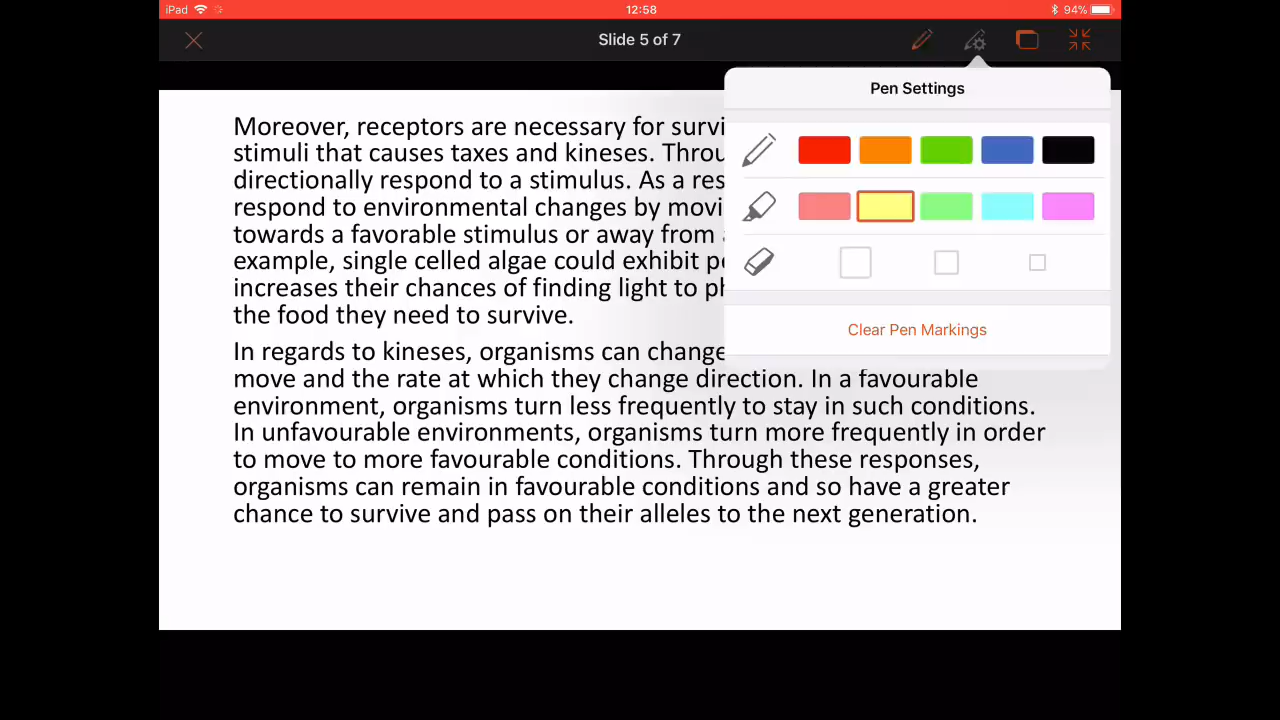 iPad 12:58 94%
Slide 5 of 7
Pen Settings
Clear Pen Markings
Moreover, receptors are necessary for survi
stimuli that causes taxes and kineses. Throu
directionally respond to a stimulus. As a res
respond to environmental changes by movi
towards a favorable stimulus or away from
example, single celled algae could exhibit p
increases their chances of finding light to ph
the food they need to survive.
In regards to kineses, organisms can change
move and the rate at which they change direction. In a favourable
environment, organisms turn less frequently to stay in such conditions.
In unfavourable environments, organisms turn more frequently in order
to move to more favourable conditions. Through these responses,
organisms can remain in favourable conditions and so have a greater
chance to survive and pass on their alleles to the next generation.